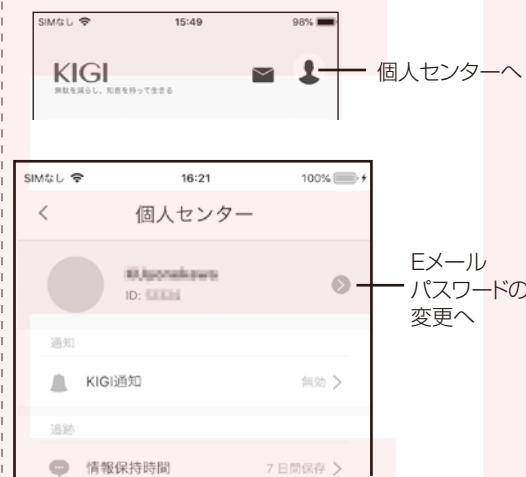 SIMなし 15:49 98%
KIGI
無駄を減らし、知恵を持って生きる
個人センターへ
SIMなし 16:21 100%
個人センター
ID:
Eメール
パスワードの
変更へ
通知
KIGI通知 無効
追跡
情報保持時間 7日間保存